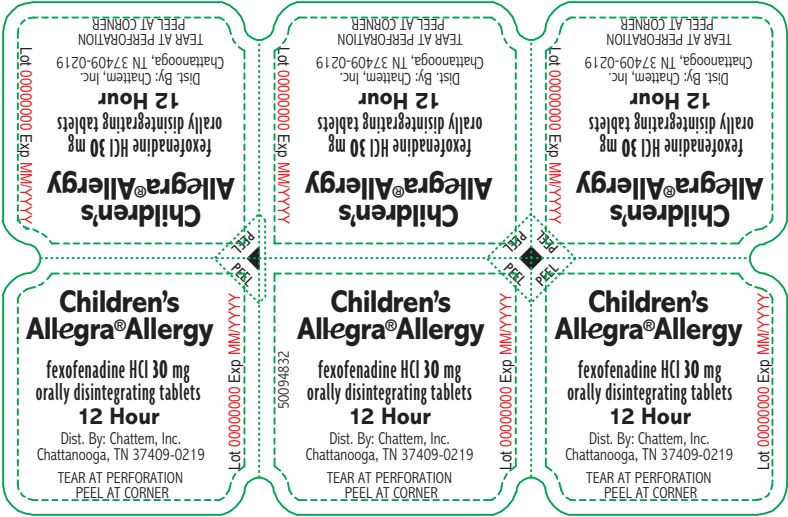 Children's
Allegra®Allergy
fexofenadine HCl 30 mg
orally disintegrating tablets
12 Hour
Dist. By: Chattem, Inc.
Chattanooga, TN 37409-0219
TEAR AT PERFORATION
PEEL AT CORNER
Lot 00000000 Exp MM/YYYY
Children's
Allegra®Allergy
fexofenadine HCl 30 mg
orally disintegrating tablets
12 Hour
Dist. By: Chattem, Inc.
Chattanooga, TN 37409-0219
TEAR AT PERFORATION
PEEL AT CORNER
Lot 00000000 Exp MM/YYYY
Children's
Allegra®Allergy
fexofenadine HCl 30 mg
orally disintegrating tablets
12 Hour
Dist. By: Chattem, Inc.
Chattanooga, TN 37409-0219
TEAR AT PERFORATION
PEEL AT CORNER
Lot 00000000 Exp MM/YYYY
PEEL
PEEL
PEEL
PEEL
PEEL
PEEL
Children's
Allegra®Allergy
fexofenadine HCl 30 mg
orally disintegrating tablets
12 Hour
Dist. By: Chattem, Inc.
Chattanooga, TN 37409-0219
TEAR AT PERFORATION
PEEL AT CORNER
Lot 00000000 Exp MM/YYYY
50094832
Children's
Allegra®Allergy
fexofenadine HCl 30 mg
orally disintegrating tablets
12 Hour
Dist. By: Chattem, Inc.
Chattanooga, TN 37409-0219
TEAR AT PERFORATION
PEEL AT CORNER
Lot 00000000 Exp MM/YYYY
Children's
Allegra®Allergy
fexofenadine HCl 30 mg
orally disintegrating tablets
12 Hour
Dist. By: Chattem, Inc.
Chattanooga, TN 37409-0219
TEAR AT PERFORATION
PEEL AT CORNER
Lot 00000000 Exp MM/YYYY